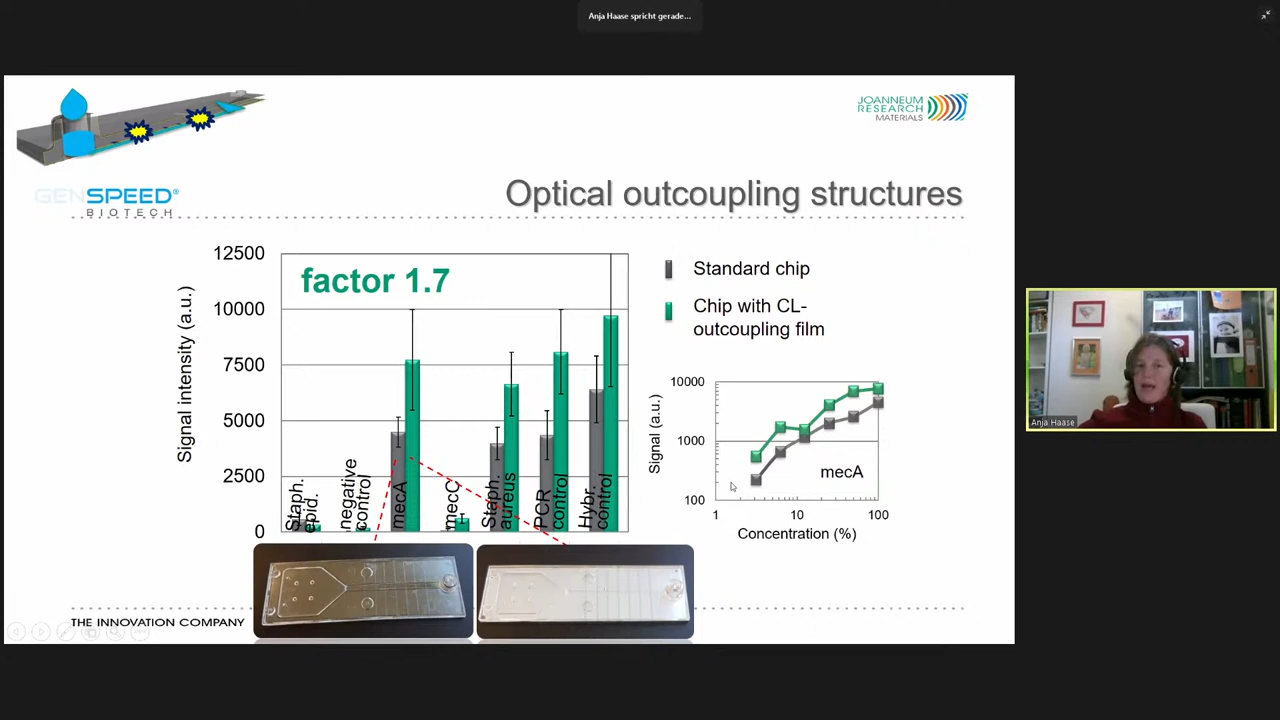 Anja Haase spricht gerade...
JOANNEUM
RESEARCH
MATERIALS
GENSPEED®
BIOTECH
Optical outcoupling structures
factor 1.7
Signal intensity (a.u.)
12500
10000
7500
5000
2500
0
Staph.
epid.
negative
control
mecA
mecC
Staph.
aureus
PCR
control
Hybr.
control
Standard chip
Chip with CL-
outcoupling film
Signal (a.u.)
10000
1000
100
mecA
1
10
100
Concentration (%)
Anja Haase
THE INNOVATION COMPANY